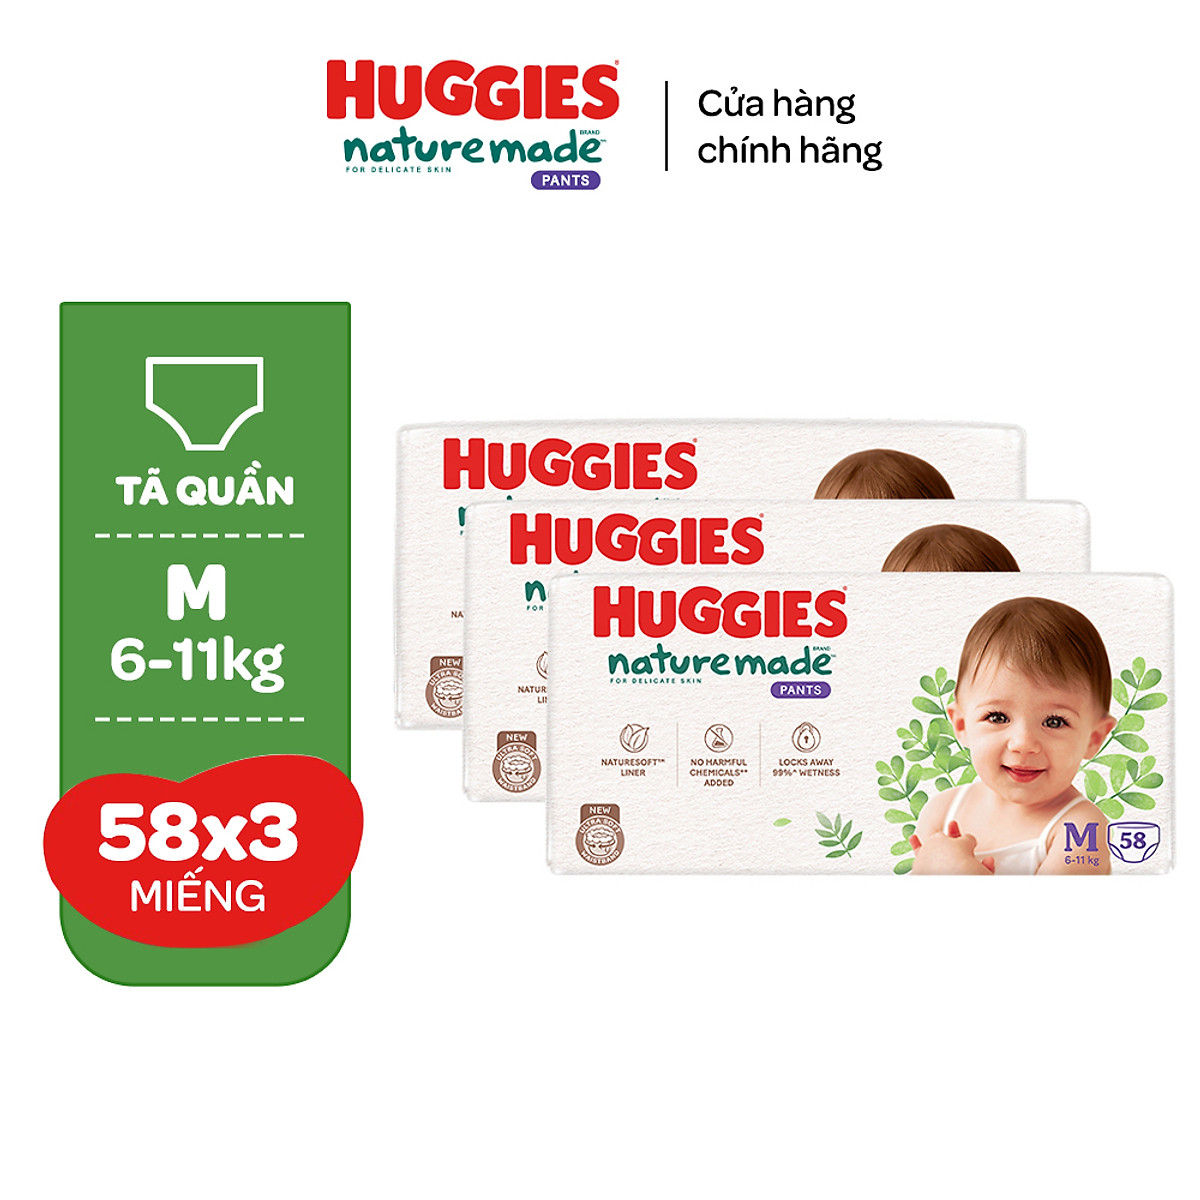 HUGGIES
naturemade
BRAND
FOR DELICATE SKIN
PANTS
Cửa hàng
chính hãng
TÃ QUẦN
M
6-11kg
58x3
MIẾNG
HUGGIES
NEW
HUGGIES
NEW
HUGGIES
naturemade
BRAND
FOR DELICATE SKIN
PANTS
NATURESOFT™
LINER
NO HARMFUL
CHEMICALS**
ADDED
LOCKS AWAY
99%^ WETNESS
NEW
ULTRA SOFT
WAISTBAND
M
6-11 kg
58